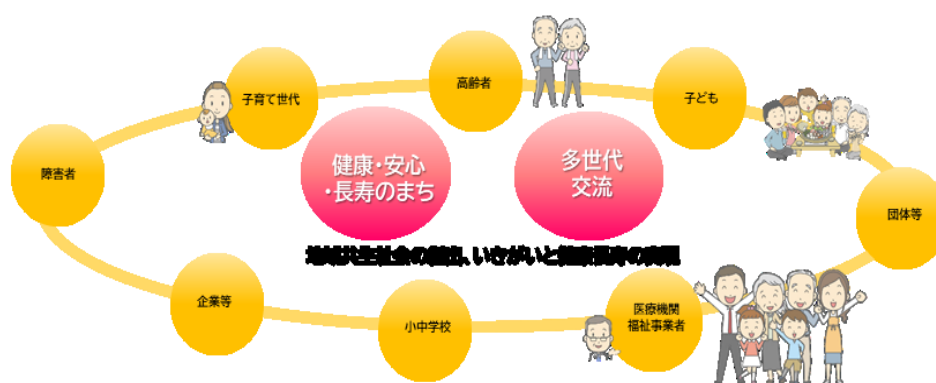 高齢者
子育て世代
子ども
健康・安心
・長寿のまち
多世代
交流
障害者
団体等
地域共生社会の創出、いきがいと健康長寿の実現
企業等
小中学校
医療機関
福祉事業者